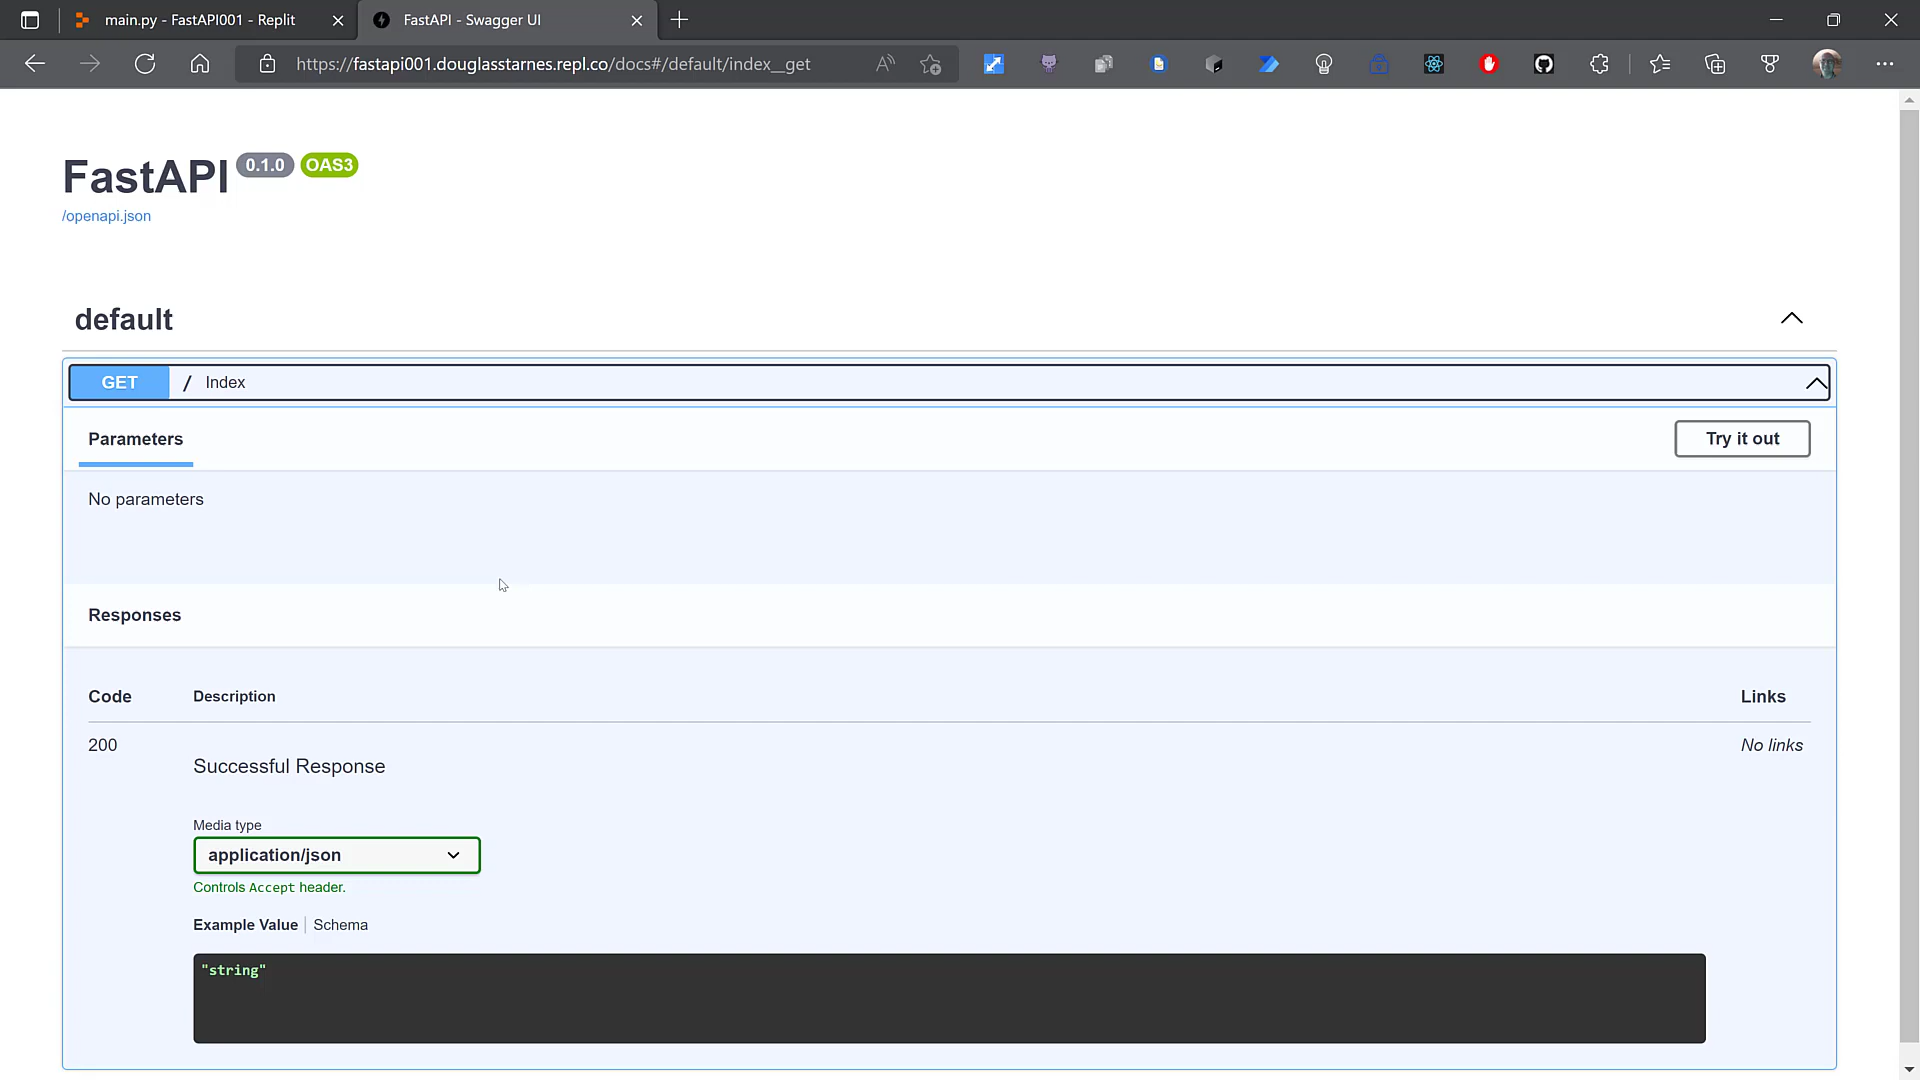 main.py - FastAPI001 - Replit
FastAPI - Swagger UI
https://fastapi001.douglasstarnes.repl.co/docs#/default/index__get
FastAPI 0.1.0 OAS3
/openapi.json
default
GET / Index
Parameters
Try it out
No parameters
Responses
Code Description Links
200 No links
Successful Response
Media type
application/json
Controls Accept header.
Example Value Schema
"string"